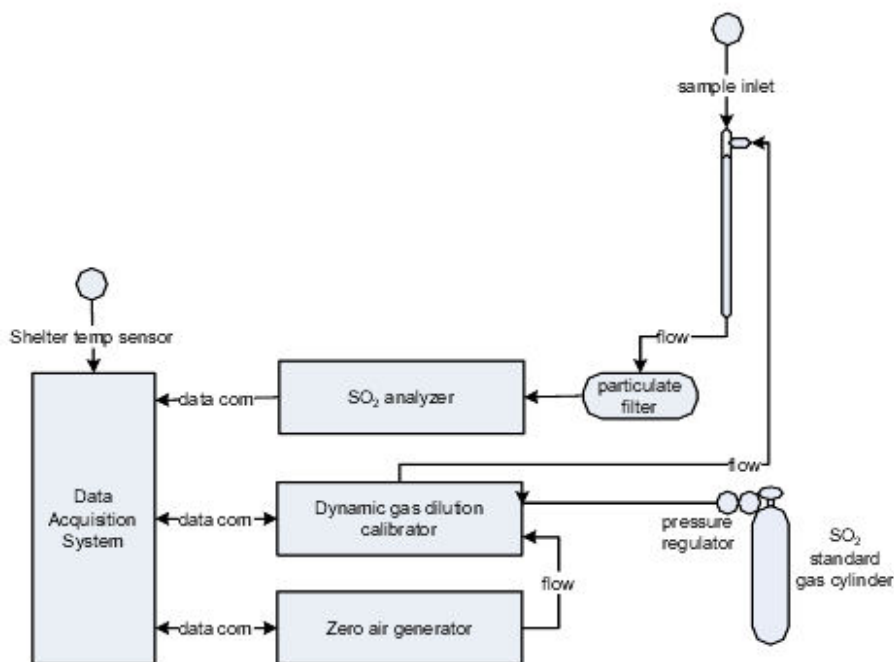 sample inlet
Shelter temp sensor
flow
particulate
filter
SO₂ analyzer
data com
flow
Data
Acquisition
System
data com
Dynamic gas dilution
calibrator
pressure
regulator
SO₂
standard
gas cylinder
flow
data com
Zero air generator